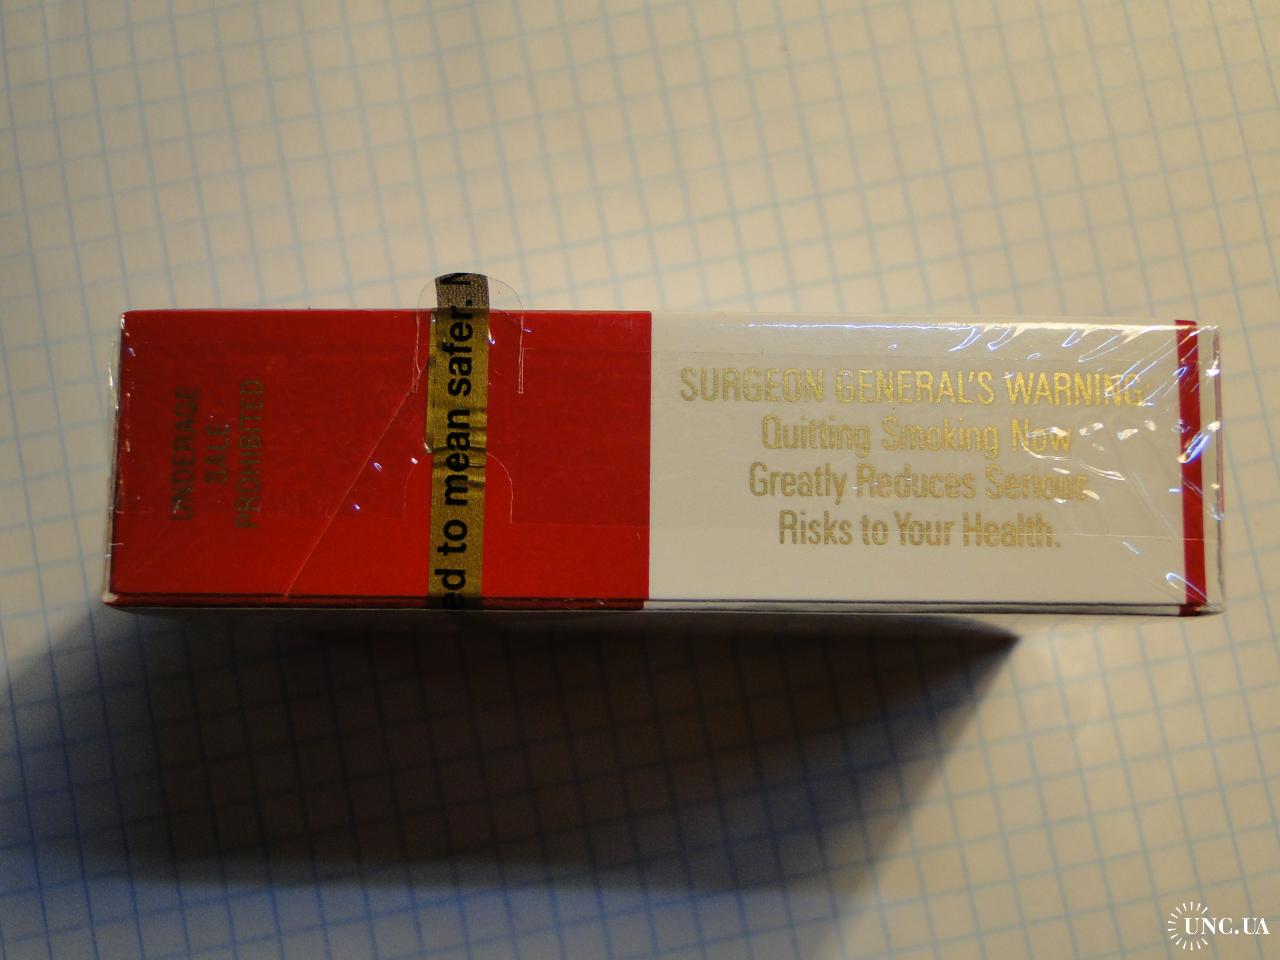 UNDERAGE
SALE
PROHIBITED
ed to mean safer.
SURGEON GENERAL'S WARNING:
Quitting Smoking Now
Greatly Reduces Serious
Risks to Your Health.
UNC.UA